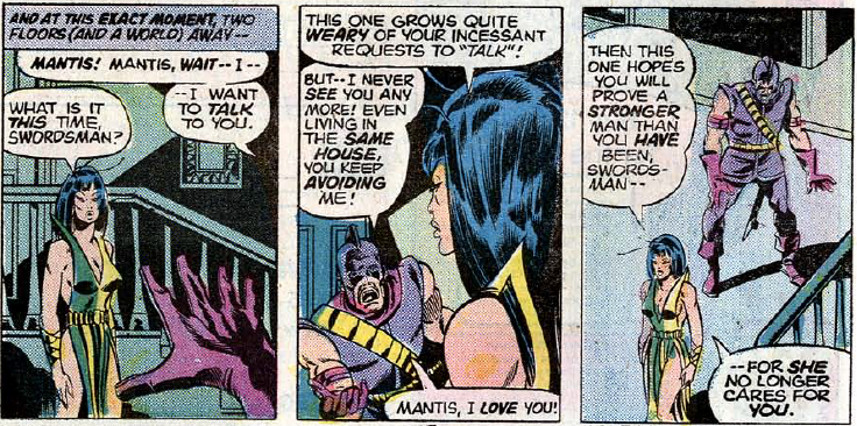 AND AT THIS EXACT MOMENT, TWO
FLOORS (AND A WORLD) AWAY--
MANTIS! MANTIS, WAIT--I--
WHAT IS IT
THIS TIME,
SWORDSMAN?
--I WANT
TO TALK
TO YOU.
THIS ONE GROWS QUITE
WEARY OF YOUR INCESSANT
REQUESTS TO "TALK"!
BUT--I NEVER
SEE YOU ANY
MORE! EVEN
LIVING IN
THE SAME
HOUSE,
YOU KEEP
AVOIDING
ME!
MANTIS, I LOVE YOU!
THEN THIS
ONE HOPES
YOU WILL
PROVE A
STRONGER
MAN THAN
YOU HAVE
BEEN,
SWORDS-
MAN--
--FOR SHE
NO LONGER
CARES FOR
YOU.